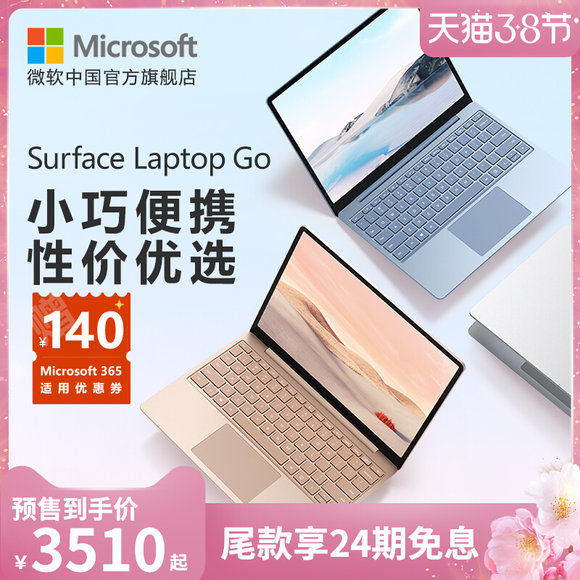 Microsoft
微软中国官方旗舰店
天猫3.8节
Surface Laptop Go
小巧便携
性价优选
赠
¥140
Microsoft 365
适用优惠券
预售到手价
¥3510起
尾款享24期免息